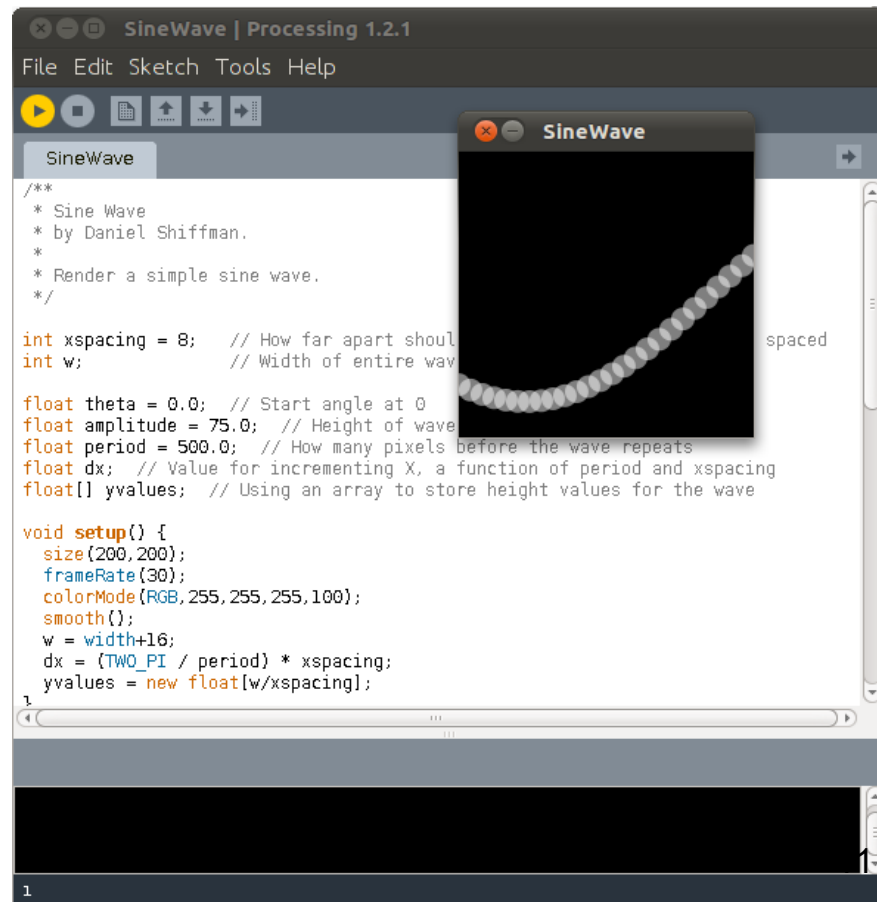 SineWave | Processing 1.2.1
File Edit Sketch Tools Help
SineWave
SineWave
/**
* Sine Wave
* by Daniel Shiffman.
*
* Render a simple sine wave.
*/
int xspacing = 8; // How far apart shoul spaced
int w; // Width of entire wav
float theta = 0.0; // Start angle at 0
float amplitude = 75.0; // Height of wave
float period = 500.0; // How many pixels before the wave repeats
float dx; // Value for incrementing X, a function of period and xspacing
float[] yvalues; // Using an array to store height values for the wave
void setup() {
size(200,200);
frameRate(30);
colorMode(RGB,255,255,255,100);
smooth();
w = width+16;
dx = (TWO_PI / period) * xspacing;
yvalues = new float[w/xspacing];
}
1
1